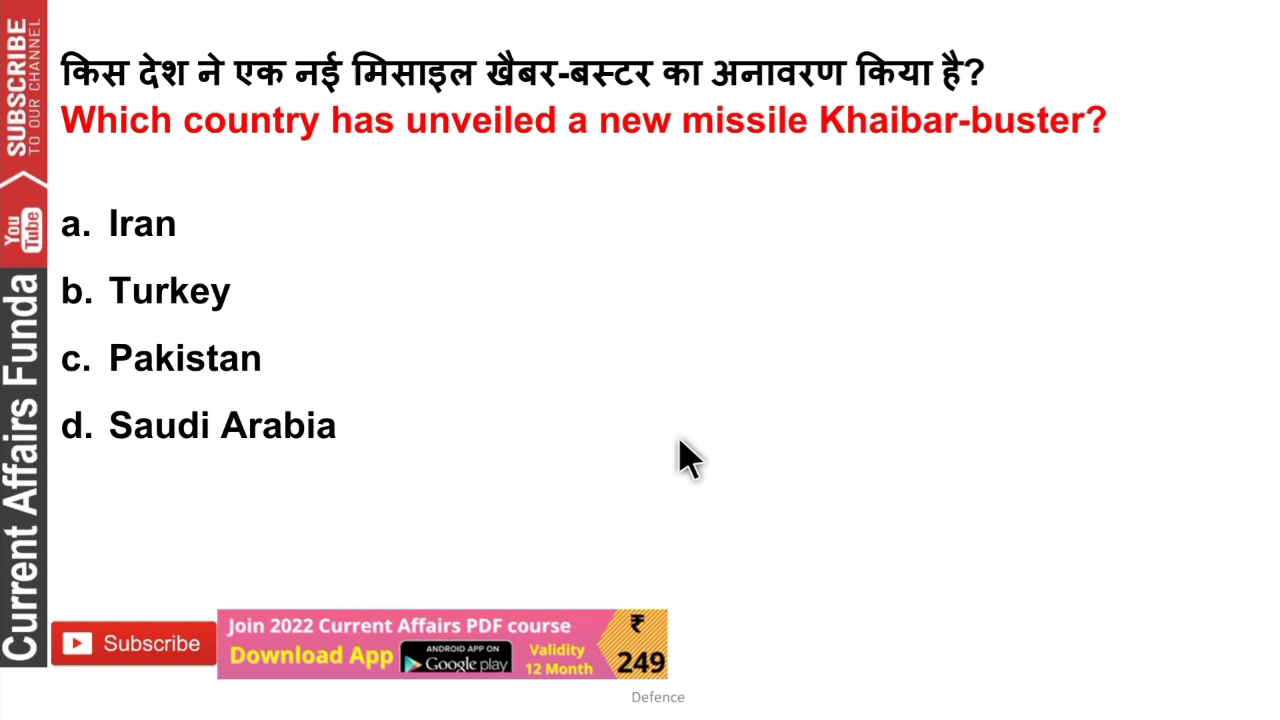 किस देश ने एक नई मिसाइल खैबर-बस्टर का अनावरण किया है?
Which country has unveiled a new missile Khaibar-buster?
a. Iran
b. Turkey
c. Pakistan
d. Saudi Arabia
SUBSCRIBE
TO OUR CHANNEL
You
Tube
Current Affairs Funda
Subscribe
Join 2022 Current Affairs PDF course
Download App
ANDROID APP ON
Google play
Validity
12 Month
₹
249
Defence